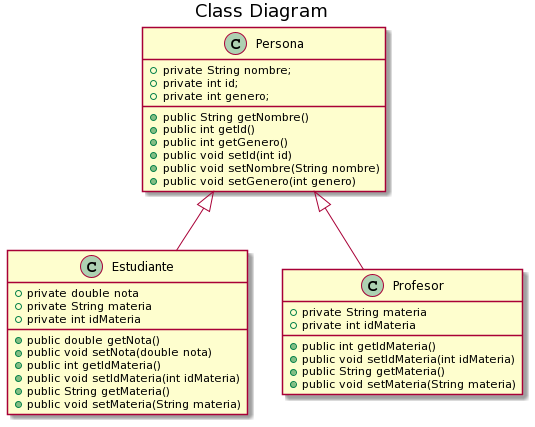 Class Diagram
C Persona
private String nombre;
private int id;
private int genero;
public String getNombre()
public int getId()
public int getGenero()
public void setId(int id)
public void setNombre(String nombre)
public void setGenero(int genero)
C Estudiante
private double nota
private String materia
private int idMateria
public double getNota()
public void setNota(double nota)
public int getIdMateria()
public void setIdMateria(int idMateria)
public String getMateria()
public void setMateria(String materia)
C Profesor
private String materia
private int idMateria
public int getIdMateria()
public void setIdMateria(int idMateria)
public String getMateria()
public void setMateria(String materia)